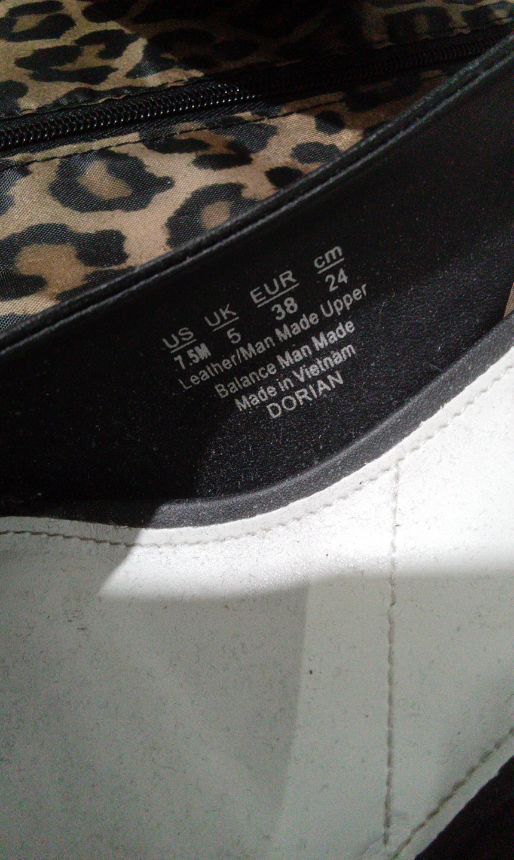 US UK EUR cm
7.5M 5 38 24
Leather/Man Made Upper
Balance Man Made
Made in Vietnam
DORIAN